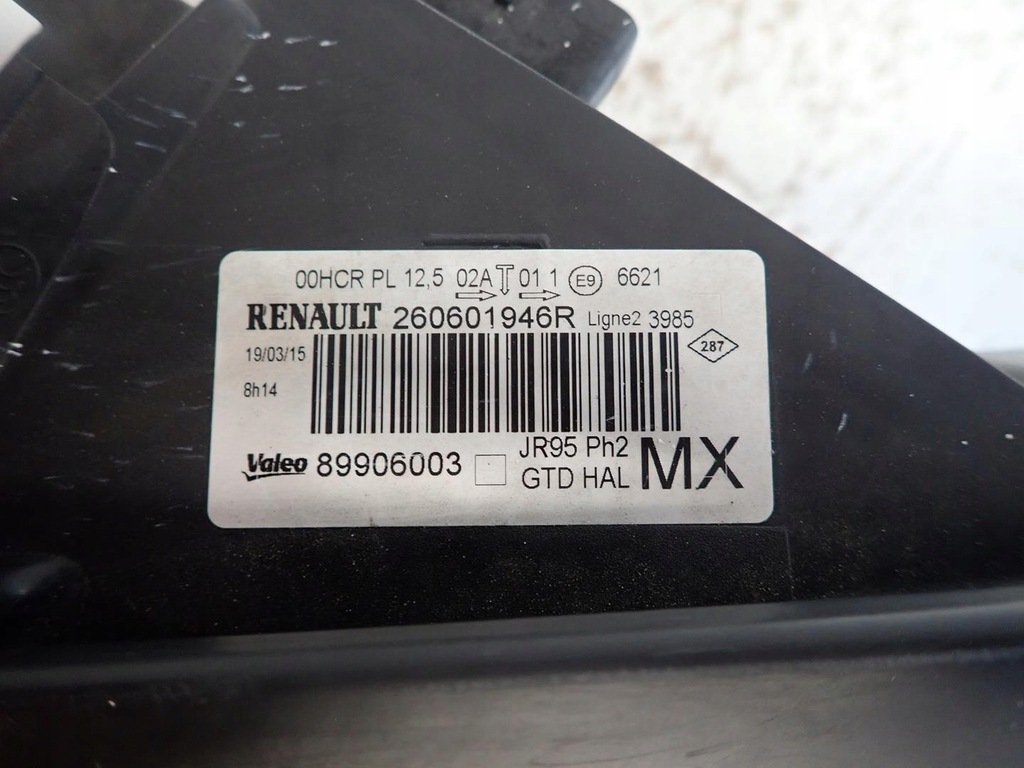 00HCR PL 12,5 02A 01 1 E9 6621
RENAULT 260601946R Ligne2 3985
287
19/03/15
8h14
Valeo 89906003
JR95 Ph2
GTD HAL
MX